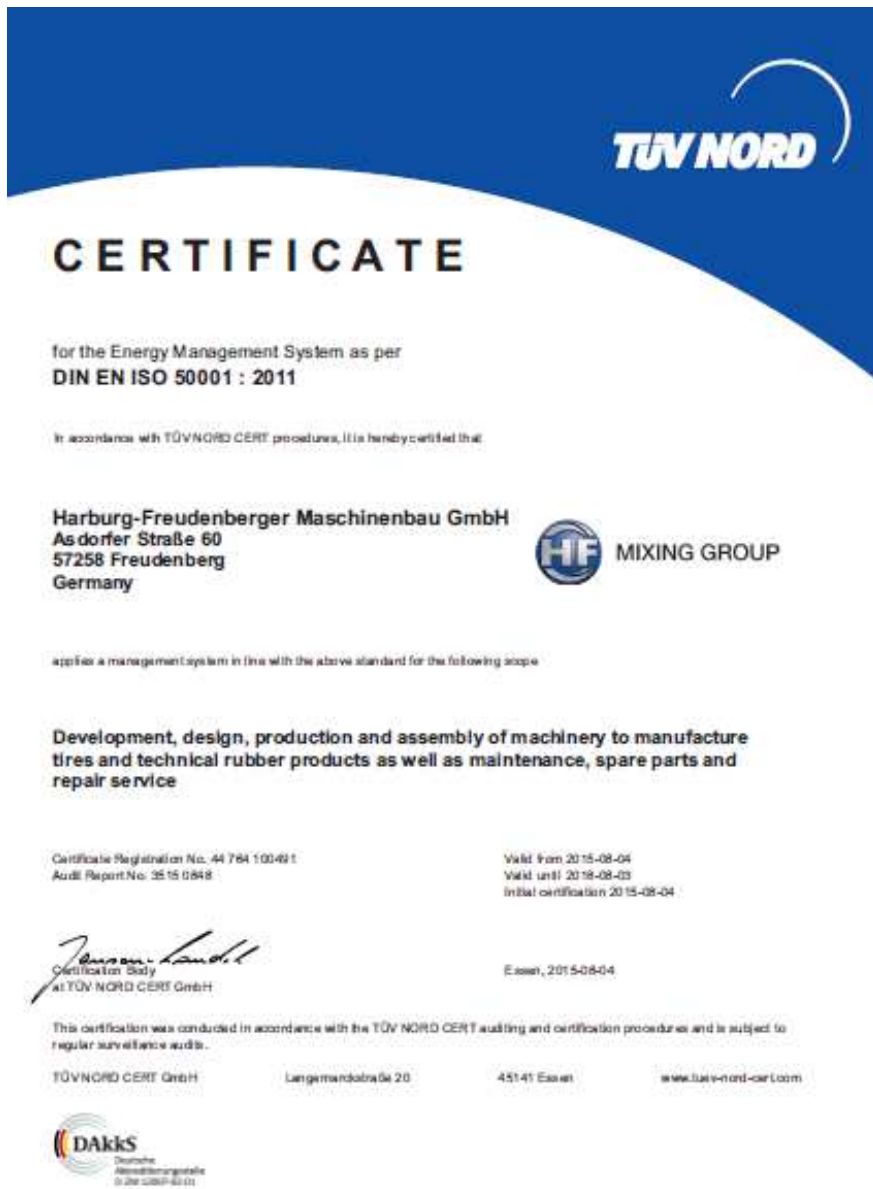 TÜV NORD
CERTIFICATE
for the Energy Management System as per
DIN EN ISO 50001 : 2011
In accordance with TÜV NORD CERT procedures, it is hereby certified that
Harburg-Freudenberger Maschinenbau GmbH
Asdorfer Straße 60
57258 Freudenberg
Germany
HF MIXING GROUP
applies a management system in line with the above standard for the following scope
Development, design, production and assembly of machinery to manufacture
tires and technical rubber products as well as maintenance, spare parts and
repair service
Certificate Registration No. 44 764 100491
Audit Report No. 3515 0848
Valid from 2015-08-04
Valid until 2018-08-03
Initial certification 2015-08-04
Certification Body
at TÜV NORD CERT GmbH
Essen, 2015-08-04
This certification was conducted in accordance with the TÜV NORD CERT auditing and certification procedures and is subject to
regular surveillance audits.
TÜV NORD CERT GmbH Langemarckstraße 20 45141 Essen www.tuev-nord-cert.com
DAkkS
Deutsche
Akkreditierungsstelle